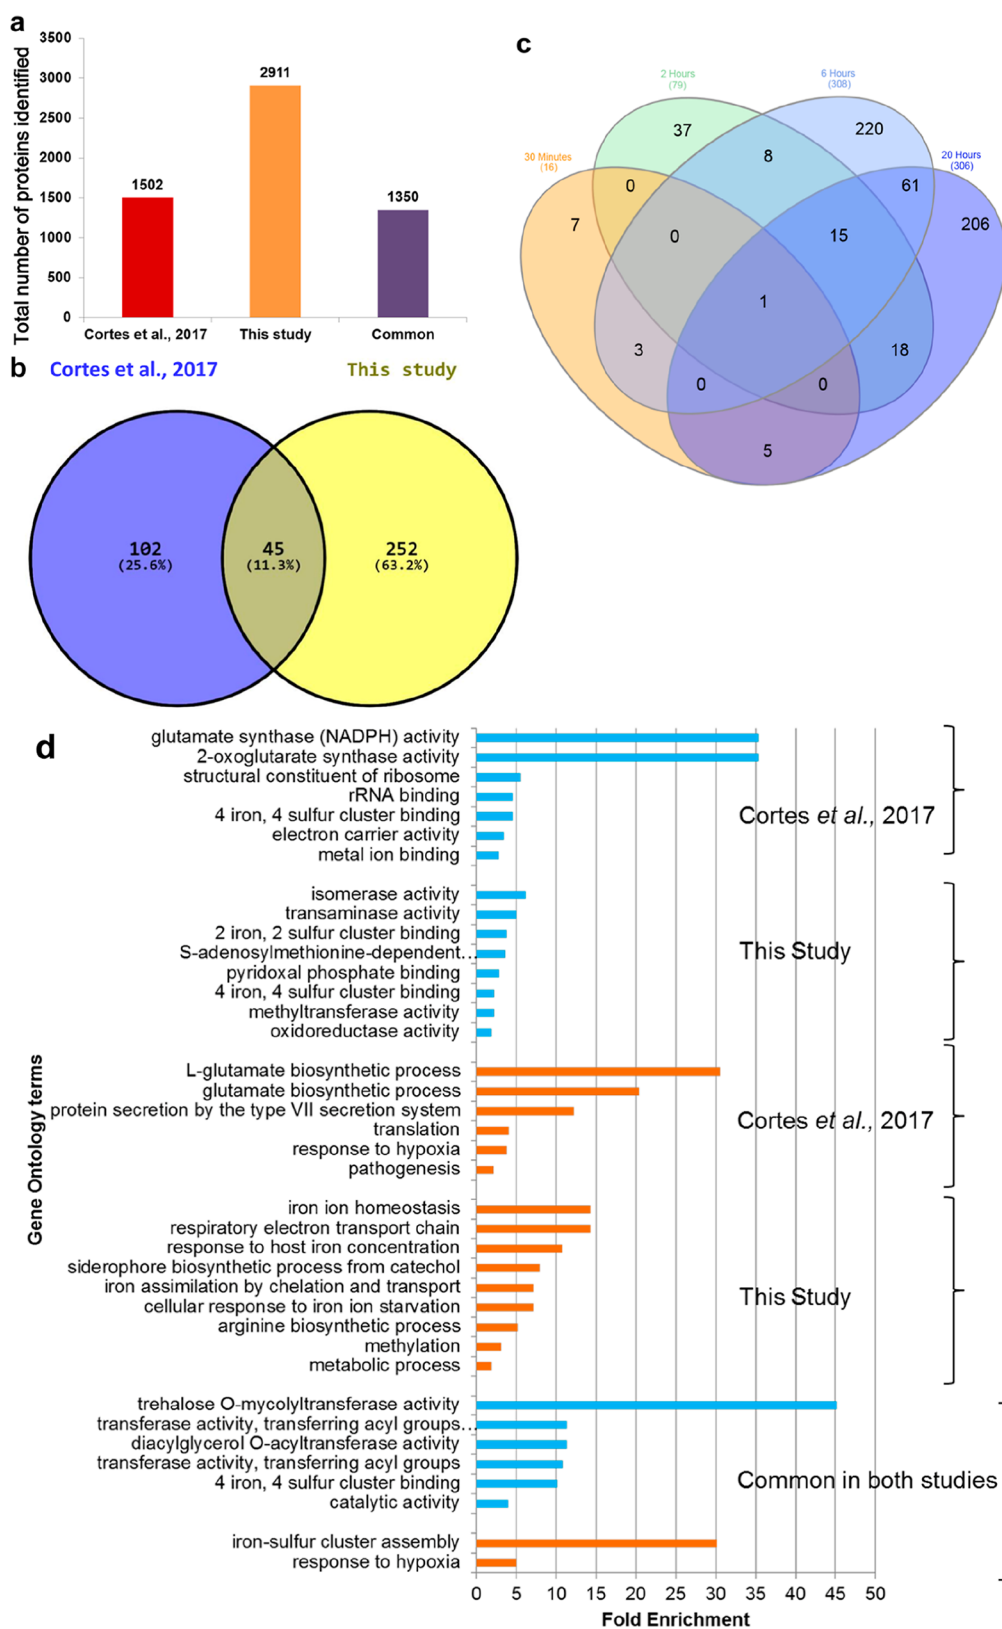 a
Total number of proteins identified
3500
3000
2500
2000
1500
1000
500
0
1502
2911
1350
Cortes et al., 2017
This study
Common
b
Cortes et al., 2017
This study
102
(25.6%)
45
(11.3%)
252
(63.2%)
c
2 Hours
(79)
6 Hours
(308)
30 Minutes
(16)
20 Hours
(306)
37
220
8
0
61
7
206
0
15
1
3
18
0
0
5
d
Gene Ontology terms
glutamate synthase (NADPH) activity
2-oxoglutarate synthase activity
structural constituent of ribosome
rRNA binding
4 iron, 4 sulfur cluster binding
electron carrier activity
metal ion binding
Cortes et al., 2017
isomerase activity
transaminase activity
2 iron, 2 sulfur cluster binding
S-adenosylmethionine-dependent...
pyridoxal phosphate binding
4 iron, 4 sulfur cluster binding
methyltransferase activity
oxidoreductase activity
This Study
L-glutamate biosynthetic process
glutamate biosynthetic process
protein secretion by the type VII secretion system
translation
response to hypoxia
pathogenesis
Cortes et al., 2017
iron ion homeostasis
respiratory electron transport chain
response to host iron concentration
siderophore biosynthetic process from catechol
iron assimilation by chelation and transport
cellular response to iron ion starvation
arginine biosynthetic process
methylation
metabolic process
This Study
trehalose O-mycolyltransferase activity
transferase activity, transferring acyl groups...
diacylglycerol O-acyltransferase activity
transferase activity, transferring acyl groups
4 iron, 4 sulfur cluster binding
catalytic activity
iron-sulfur cluster assembly
response to hypoxia
Common in both studies
0 5 10 15 20 25 30 35 40 45 50
Fold Enrichment